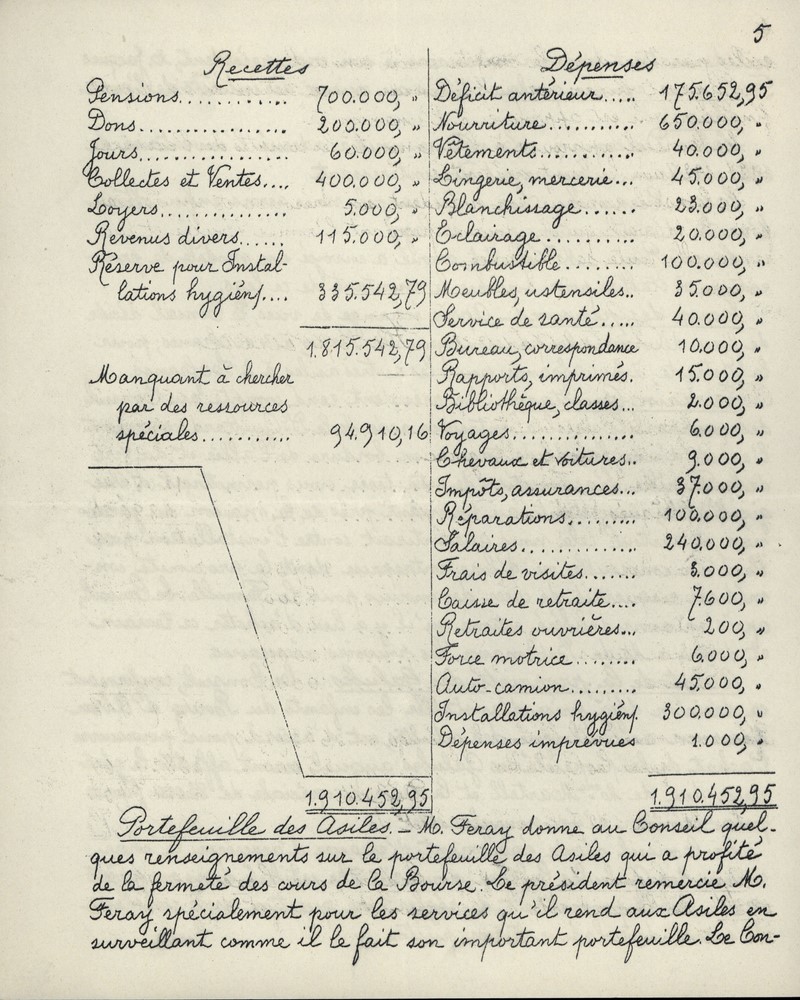 5
Recettes
Pensions............ 700.000, "
Dons................ 200.000, "
Jours................ 60.000, "
Collectes et Ventes.... 400.000, "
Loyers............... 5.000, "
Revenus divers...... 115.000, "
Réserve pour Instal-
lations hygién/.... 335.542,79
1.815.542,79
Manquant à chercher
par des ressources
spéciales........... 94.910,16
1.910.452,95
Dépenses
Déficit antérieur..... 175.652,95
Nourriture........... 650.000, "
Vêtements............ 40.000, "
Lingerie, mercerie... 45.000, "
Blanchissage...... 23.000, "
Eclairage.......... 20.000, "
Combustible........ 100.000, "
Meubles, ustensiles.. 35.000, "
Service de santé..... 40.000, "
Bureau, correspondance 10.000, "
Rapports, imprimés. 15.000, "
Bibliothèque, classes... 2.000, "
Voyages............... 6.000, "
Chevaux et voitures.. 9.000, "
Impôts, assurances... 37.000, "
Réparations......... 100.000, "
Salaires............. 240.000, "
Frais de visites....... 3.000, "
Caisse de retraite.... 7.600, "
Retraites ouvrières... 200, "
Force motrice........ 6.000, "
Auto-camion......... 45.000, "
Installations hygién/. 300.000, "
Dépenses imprévues 1.000, "
1.910.452,95
Portefeuille des Asiles. — M. Feray donne au Conseil quel-
ques renseignements sur le portefeuille des Asiles qui a profité
de la fermeté des cours de la Bourse. Le président remercie M.
Feray spécialement pour les services qu'il rend aux Asiles en
surveillant comme il le fait son important portefeuille. Le Con-